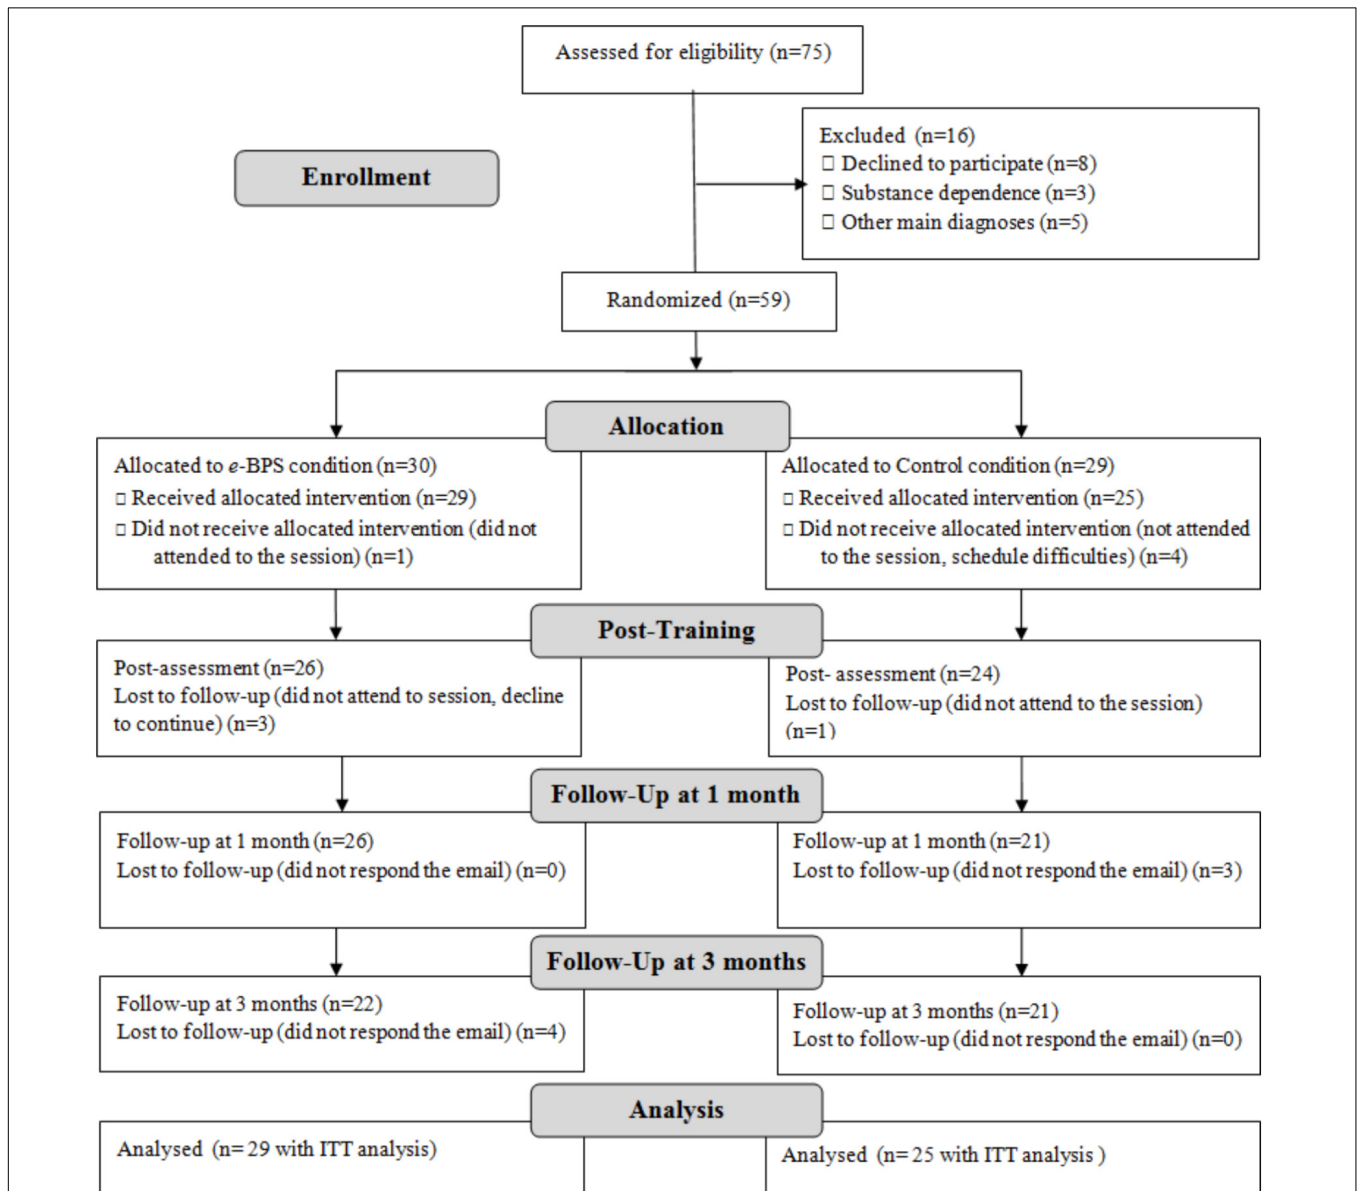 Assessed for eligibility (n=75)
Excluded (n=16)
□ Declined to participate (n=8)
□ Substance dependence (n=3)
□ Other main diagnoses (n=5)
Enrollment
Randomized (n=59)
Allocation
Allocated to e-BPS condition (n=30)
□ Received allocated intervention (n=29)
□ Did not receive allocated intervention (did not
attended to the session) (n=1)
Allocated to Control condition (n=29)
□ Received allocated intervention (n=25)
□ Did not receive allocated intervention (not attended
to the session, schedule difficulties) (n=4)
Post-Training
Post-assessment (n=26)
Lost to follow-up (did not attend to session, decline
to continue) (n=3)
Post- assessment (n=24)
Lost to follow-up (did not attend to the session)
(n=1)
Follow-Up at 1 month
Follow-up at 1 month (n=26)
Lost to follow-up (did not respond the email) (n=0)
Follow-up at 1 month (n=21)
Lost to follow-up (did not respond the email) (n=3)
Follow-Up at 3 months
Follow-up at 3 months (n=22)
Lost to follow-up (did not respond the email) (n=4)
Follow-up at 3 months (n=21)
Lost to follow-up (did not respond the email) (n=0)
Analysis
Analysed (n= 29 with ITT analysis)
Analysed (n= 25 with ITT analysis )